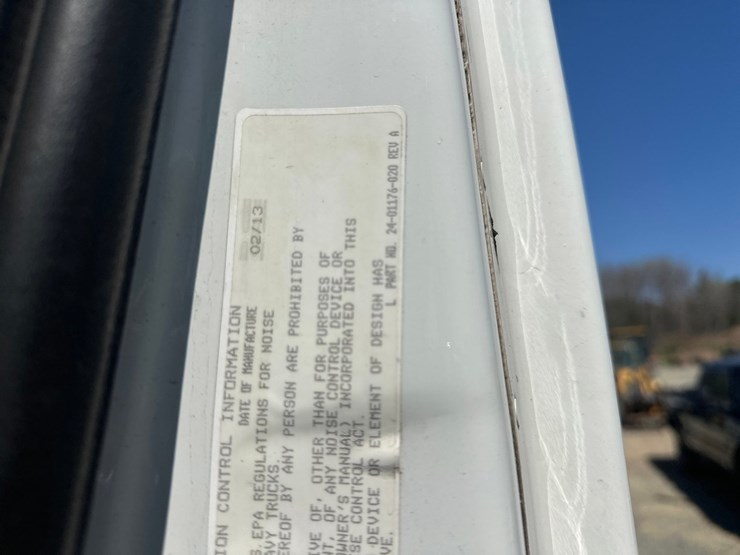 ION CONTROL INFORMATION
DATE OF MANUFACTURE 02/13
S. EPA REGULATIONS FOR NOISE
AVY TRUCKS.
EREOF BY ANY PERSON ARE PROHIBITED BY
IVE OF, OTHER THAN FOR PURPOSES OF
NT, OF, ANY NOISE CONTROL DEVICE OR
WNER'S MANUAL) INCORPORATED INTO THIS
SE CONTROL ACT.
DEVICE OR ELEMENT OF DESIGN HAS
VE.
L PART NO. 24-01176-020 REV A